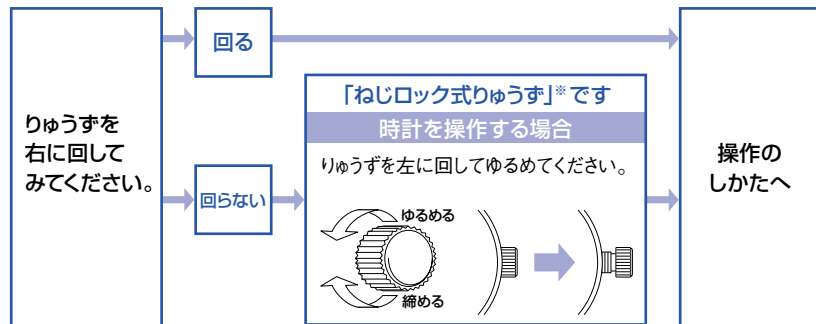 りゅうずを
右に回して
みてください。
回る
回らない
「ねじロック式りゅうず」※です
時計を操作する場合
りゅうずを左に回してゆるめてください。
ゆるめる
締める
操作の
しかたへ